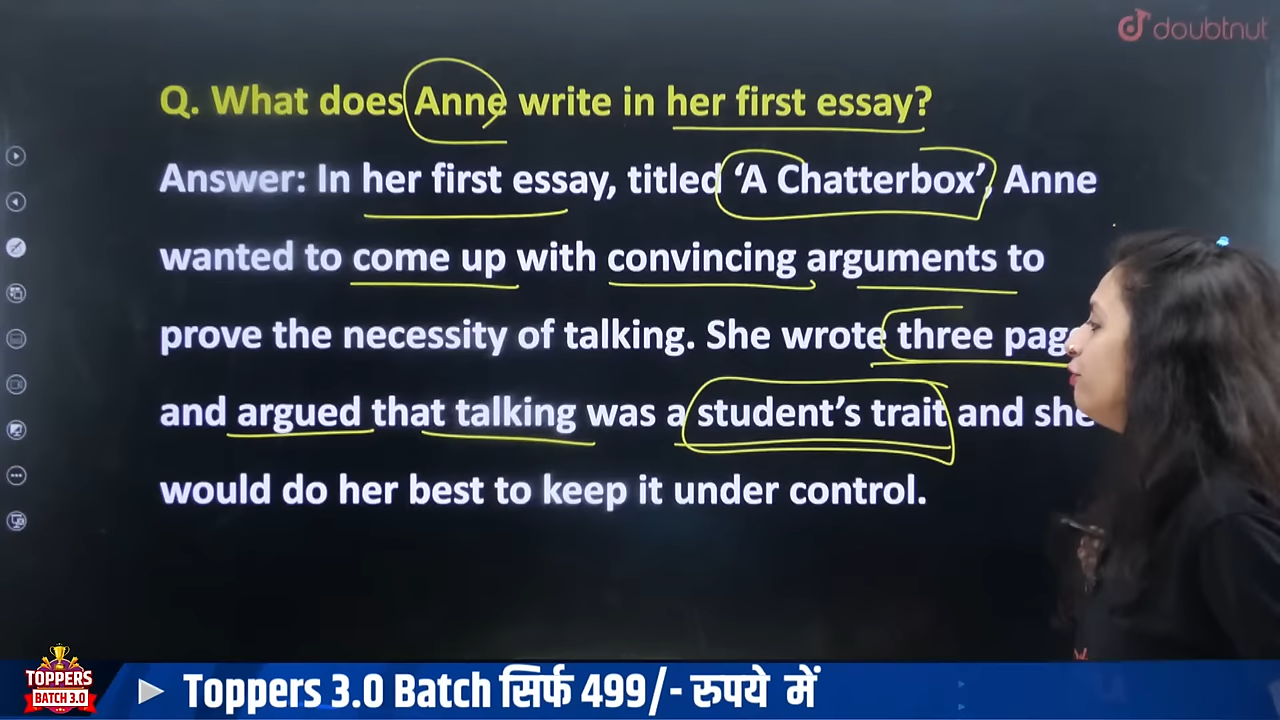 doubtnut
Q. What does Anne write in her first essay?
Answer: In her first essay, titled ‘A Chatterbox’, Anne
wanted to come up with convincing arguments to
prove the necessity of talking. She wrote three
and argued that talking was a student’s trait and she
would do her best to keep it under control.
TOPPERS
BATCH 3.0
Toppers 3.0 Batch सिर्फ 499/- रुपये में